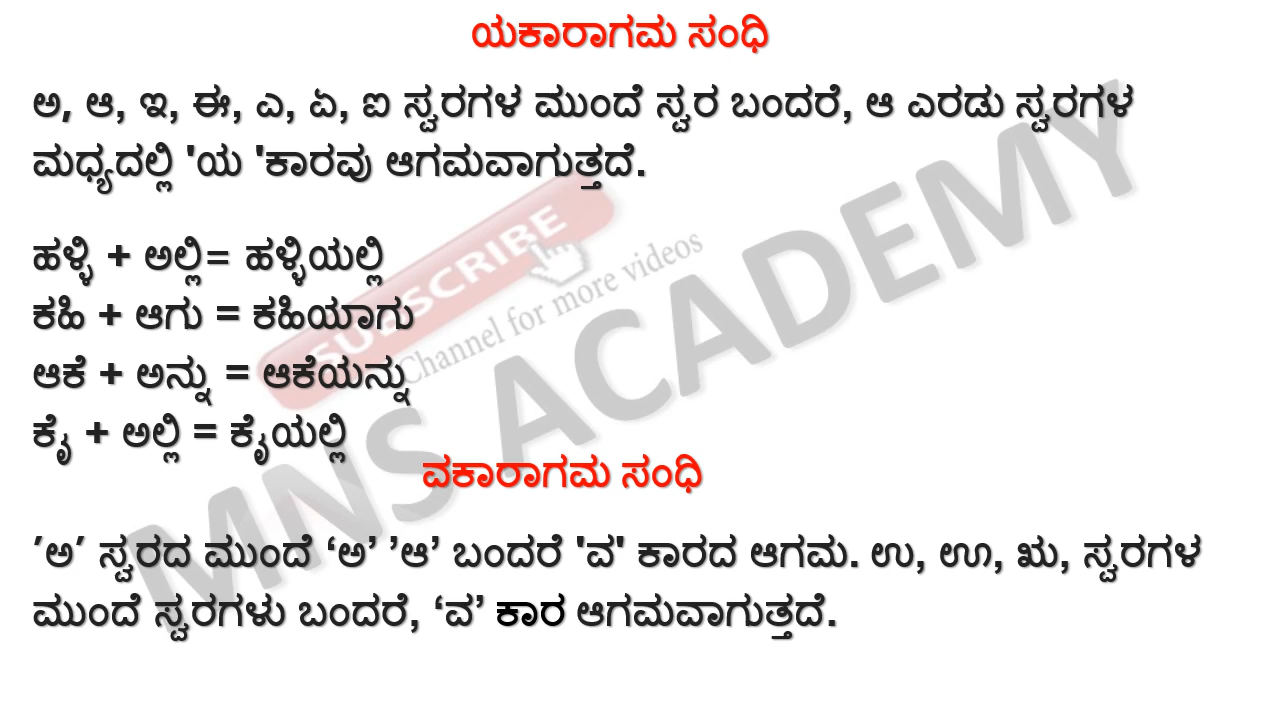 ಯಕಾರಾಗಮ ಸಂಧಿ
ಅ, ಆ, ಇ, ಈ, ಎ, ಏ, ಐ ಸ್ವರಗಳ ಮುಂದೆ ಸ್ವರ ಬಂದರೆ, ಆ ಎರಡು ಸ್ವರಗಳ
ಮಧ್ಯದಲ್ಲಿ 'ಯ 'ಕಾರವು ಆಗಮವಾಗುತ್ತದೆ.
ಹಳ್ಳಿ + ಅಲ್ಲಿ= ಹಳ್ಳಿಯಲ್ಲಿ
ಕಹಿ + ಆಗು = ಕಹಿಯಾಗು
ಆಕೆ + ಅನ್ನು = ಆಕೆಯನ್ನು
ಕೈ + ಅಲ್ಲಿ = ಕೈಯಲ್ಲಿ
SUBSCRIBE
Channel for more videos
MNS ACADEMY
ವಕಾರಾಗಮ ಸಂಧಿ
′ಅ′ ಸ್ವರದ ಮುಂದೆ ‘ಅ’ ’ಆ’ ಬಂದರೆ "ವ" ಕಾರದ ಆಗಮ. ಉ, ಊ, ಋ, ಸ್ವರಗಳ
ಮುಂದೆ ಸ್ವರಗಳು ಬಂದರೆ, ‘ವ’ ಕಾರ ಆಗಮವಾಗುತ್ತದೆ.